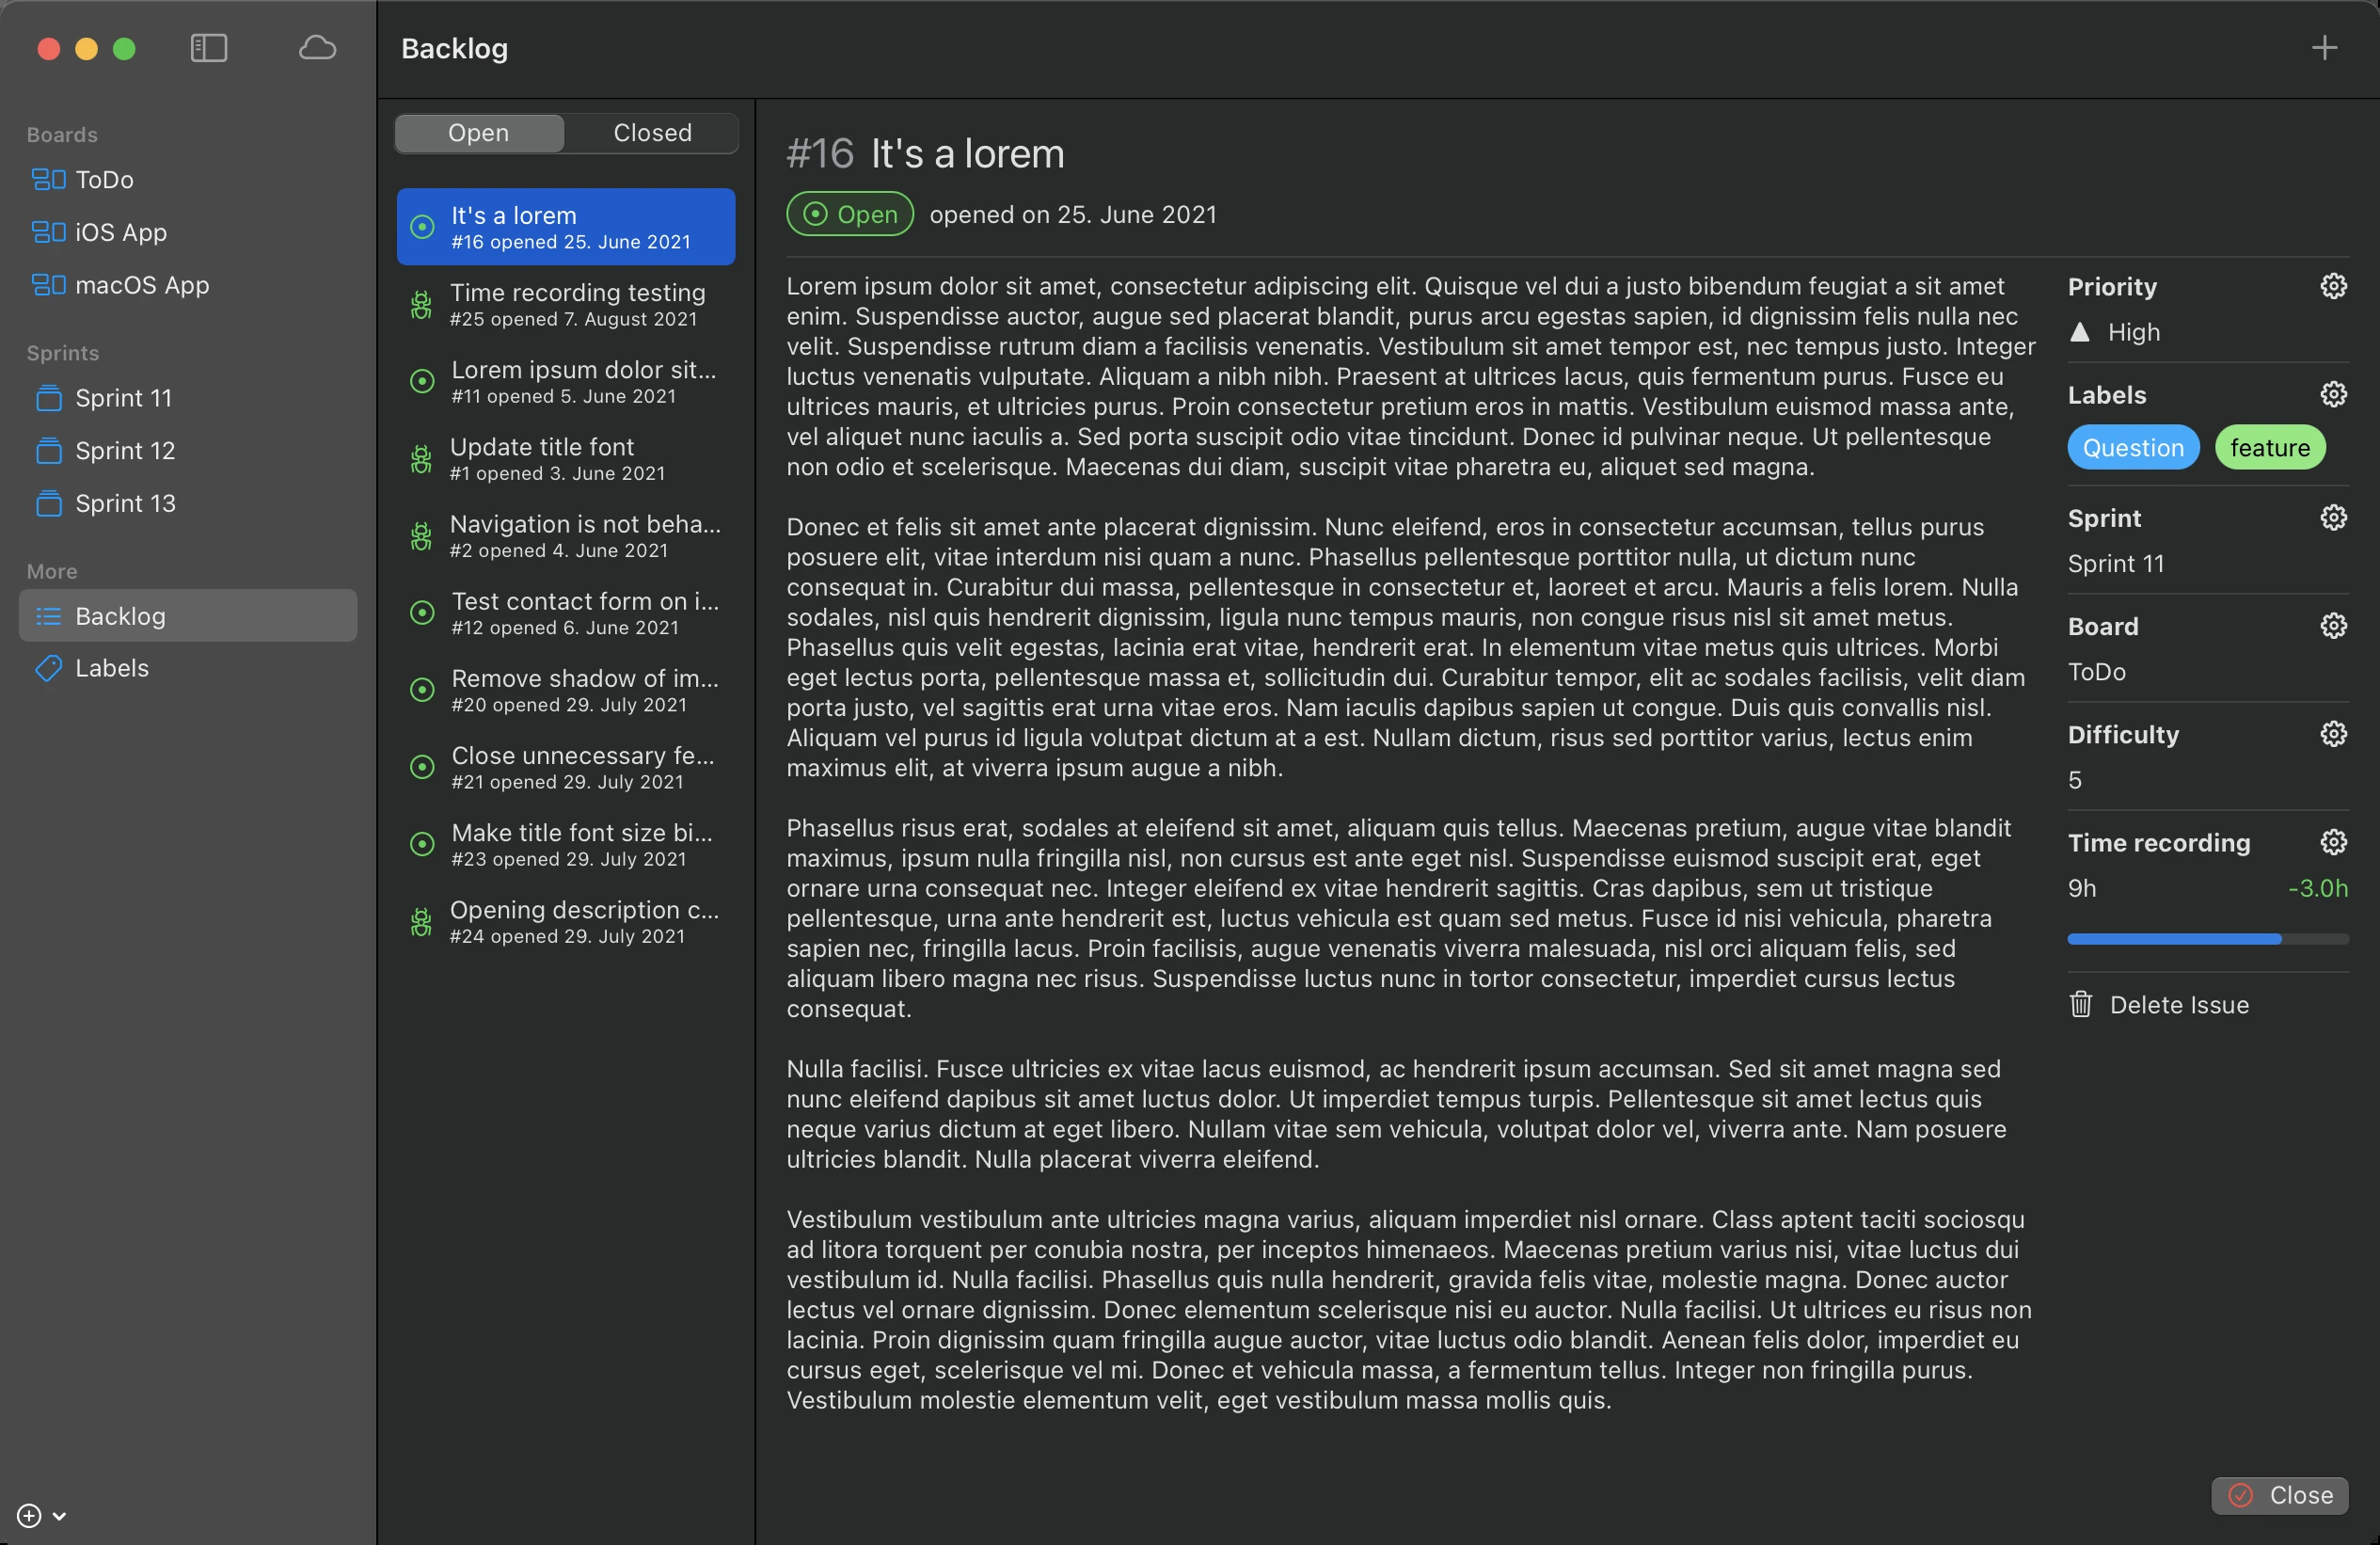 Backlog
Boards
ToDo
iOS App
macOS App
Sprints
Sprint 11
Sprint 12
Sprint 13
More
Backlog
Labels
Open
Closed
It's a lorem
#16 opened 25. June 2021
Time recording testing
#25 opened 7. August 2021
Lorem ipsum dolor sit...
#11 opened 5. June 2021
Update title font
#1 opened 3. June 2021
Navigation is not beha...
#2 opened 4. June 2021
Test contact form on i...
#12 opened 6. June 2021
Remove shadow of im...
#20 opened 29. July 2021
Close unnecessary fe...
#21 opened 29. July 2021
Make title font size bi...
#23 opened 29. July 2021
Opening description c...
#24 opened 29. July 2021
#16 It's a lorem
Open opened on 25. June 2021
Lorem ipsum dolor sit amet, consectetur adipiscing elit. Quisque vel dui a justo bibendum feugiat a sit amet
enim. Suspendisse auctor, augue sed placerat blandit, purus arcu egestas sapien, id dignissim felis nulla nec
velit. Suspendisse rutrum diam a facilisis venenatis. Vestibulum sit amet tempor est, nec tempus justo. Integer
luctus venenatis vulputate. Aliquam a nibh nibh. Praesent at ultrices lacus, quis fermentum purus. Fusce eu
ultrices mauris, et ultricies purus. Proin consectetur pretium eros in mattis. Vestibulum euismod massa ante,
vel aliquet nunc iaculis a. Sed porta suscipit odio vitae tincidunt. Donec id pulvinar neque. Ut pellentesque
non odio et scelerisque. Maecenas dui diam, suscipit vitae pharetra eu, aliquet sed magna.
Donec et felis sit amet ante placerat dignissim. Nunc eleifend, eros in consectetur accumsan, tellus purus
posuere elit, vitae interdum nisi quam a nunc. Phasellus pellentesque porttitor nulla, ut dictum nunc
consequat in. Curabitur dui massa, pellentesque in consectetur et, laoreet et arcu. Mauris a felis lorem. Nulla
sodales, nisl quis hendrerit dignissim, ligula nunc tempus mauris, non congue risus nisl sit amet metus.
Phasellus quis velit egestas, lacinia erat vitae, hendrerit erat. In elementum vitae metus quis ultrices. Morbi
eget lectus porta, pellentesque massa et, sollicitudin dui. Curabitur tempor, elit ac sodales facilisis, velit diam
porta justo, vel sagittis erat urna vitae eros. Nam iaculis dapibus sapien ut congue. Duis quis convallis nisl.
Aliquam vel purus id ligula volutpat dictum at a est. Nullam dictum, risus sed porttitor varius, lectus enim
maximus elit, at viverra ipsum augue a nibh.
Phasellus risus erat, sodales at eleifend sit amet, aliquam quis tellus. Maecenas pretium, augue vitae blandit
maximus, ipsum nulla fringilla nisl, non cursus est ante eget nisl. Suspendisse euismod suscipit erat, eget
ornare urna consequat nec. Integer eleifend ex vitae hendrerit sagittis. Cras dapibus, sem ut tristique
pellentesque, urna ante hendrerit est, luctus vehicula est quam sed metus. Fusce id nisi vehicula, pharetra
sapien nec, fringilla lacus. Proin facilisis, augue venenatis viverra malesuada, nisl orci aliquam felis, sed
aliquam libero magna nec risus. Suspendisse luctus nunc in tortor consectetur, imperdiet cursus lectus
consequat.
Nulla facilisi. Fusce ultricies ex vitae lacus euismod, ac hendrerit ipsum accumsan. Sed sit amet magna sed
nunc eleifend dapibus sit amet luctus dolor. Ut imperdiet tempus turpis. Pellentesque sit amet lectus quis
neque varius dictum at eget libero. Nullam vitae sem vehicula, volutpat dolor vel, viverra ante. Nam posuere
ultricies blandit. Nulla placerat viverra eleifend.
Vestibulum vestibulum ante ultricies magna varius, aliquam imperdiet nisl ornare. Class aptent taciti sociosqu
ad litora torquent per conubia nostra, per inceptos himenaeos. Maecenas pretium varius nisi, vitae luctus dui
vestibulum id. Nulla facilisi. Phasellus quis nulla hendrerit, gravida felis vitae, molestie magna. Donec auctor
lectus vel ornare dignissim. Donec elementum scelerisque nisi eu auctor. Nulla facilisi. Ut ultrices eu risus non
lacinia. Proin dignissim quam fringilla augue auctor, vitae luctus odio blandit. Aenean felis dolor, imperdiet eu
cursus eget, scelerisque vel mi. Donec et vehicula massa, a fermentum tellus. Integer non fringilla purus.
Vestibulum molestie elementum velit, eget vestibulum massa mollis quis.
Priority
High
Labels
Question feature
Sprint
Sprint 11
Board
ToDo
Difficulty
5
Time recording
9h -3.0h
Delete Issue
Close